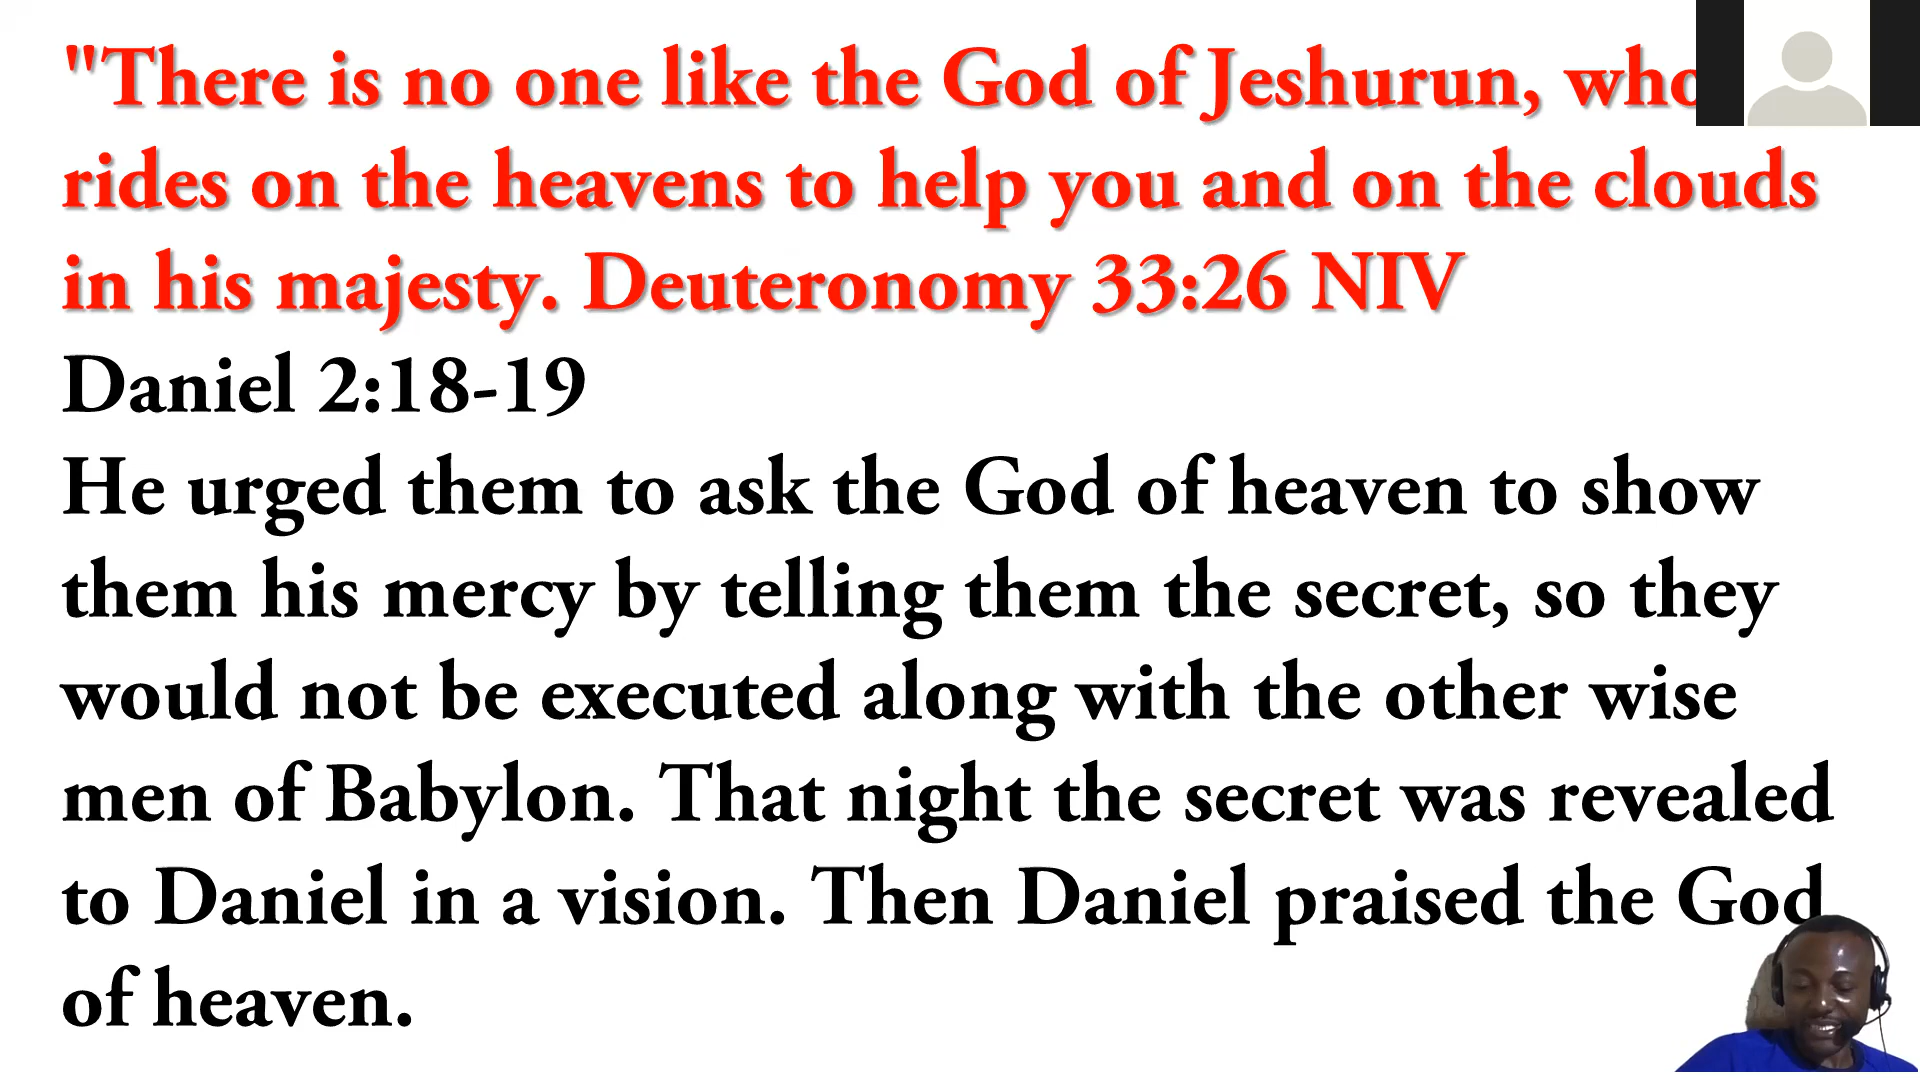 "There is no one like the God of Jeshurun, who
rides on the heavens to help you and on the clouds
in his majesty. Deuteronomy 33:26 NIV
Daniel 2:18-19
He urged them to ask the God of heaven to show
them his mercy by telling them the secret, so they
would not be executed along with the other wise
men of Babylon. That night the secret was revealed
to Daniel in a vision. Then Daniel praised the God
of heaven.